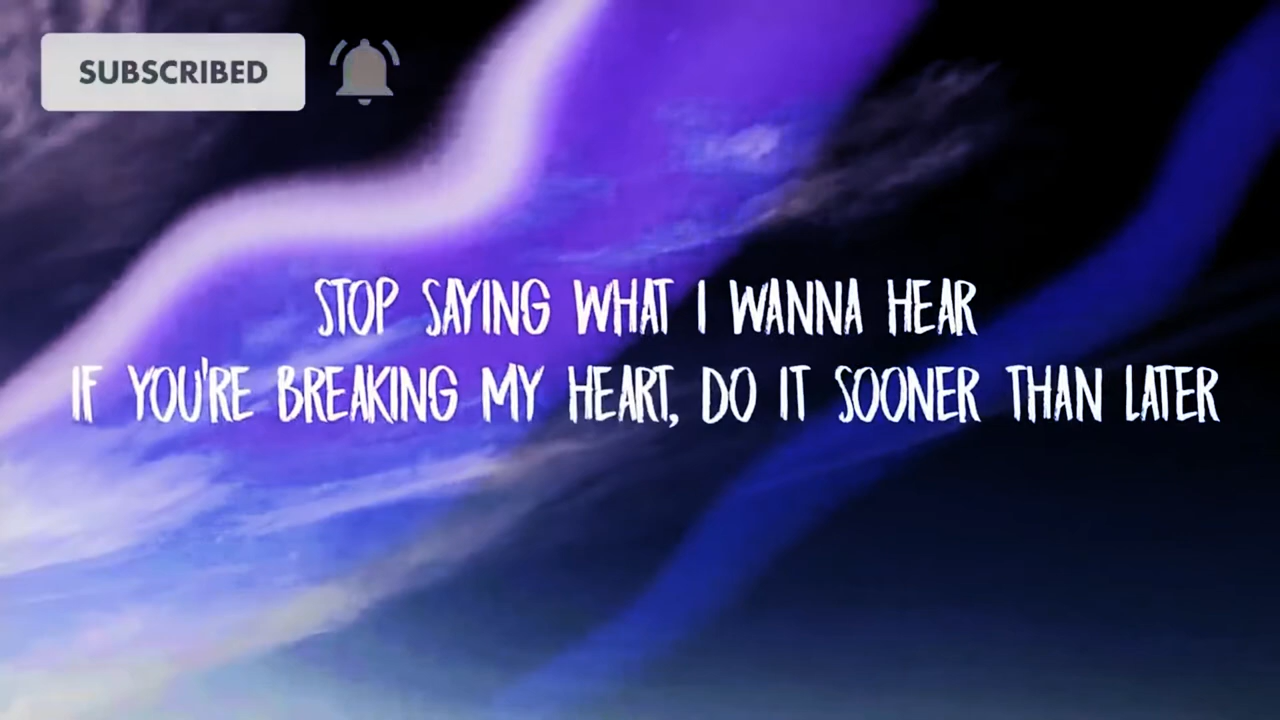 SUBSCRIBED
STOP SAYING WHAT I WANNA HEAR
IF YOU'RE BREAKING MY HEART, DO IT SOONER THAN LATER